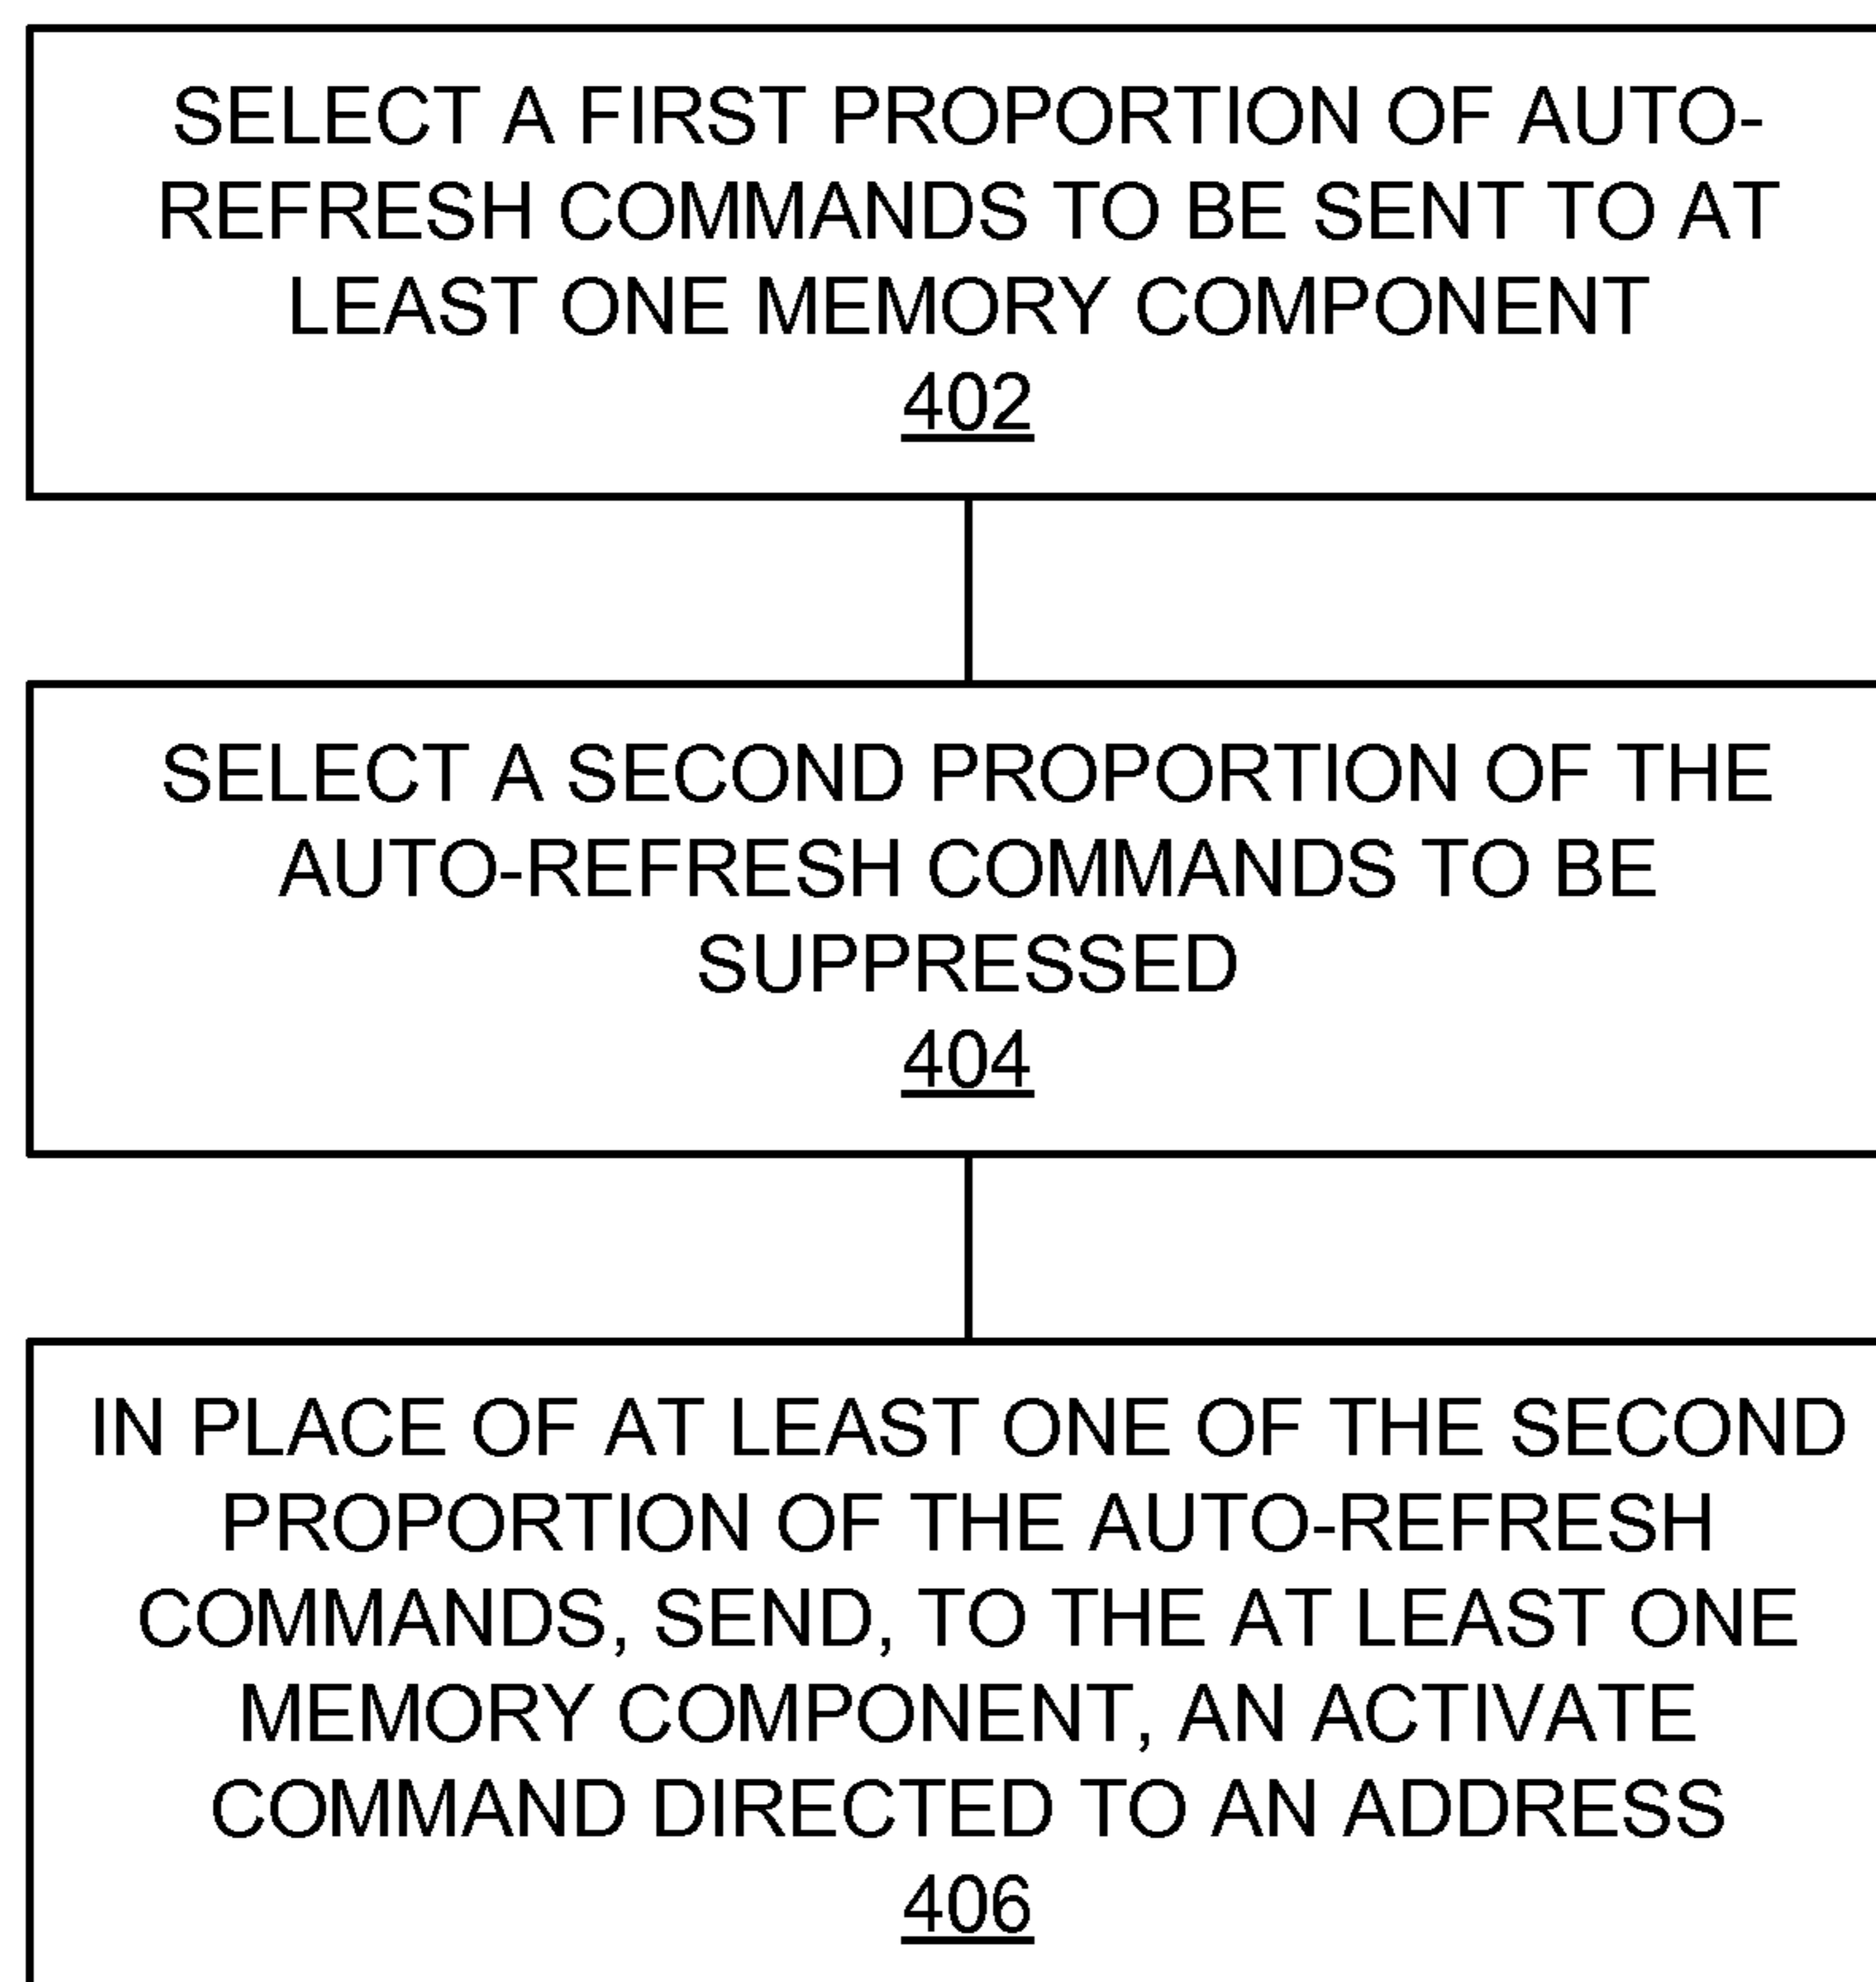 SELECT A FIRST PROPORTION OF AUTO-
REFRESH COMMANDS TO BE SENT TO AT
LEAST ONE MEMORY COMPONENT
402
SELECT A SECOND PROPORTION OF THE
AUTO-REFRESH COMMANDS TO BE
SUPPRESSED
404
IN PLACE OF AT LEAST ONE OF THE SECOND
PROPORTION OF THE AUTO-REFRESH
COMMANDS, SEND, TO THE AT LEAST ONE
MEMORY COMPONENT, AN ACTIVATE
COMMAND DIRECTED TO AN ADDRESS
406